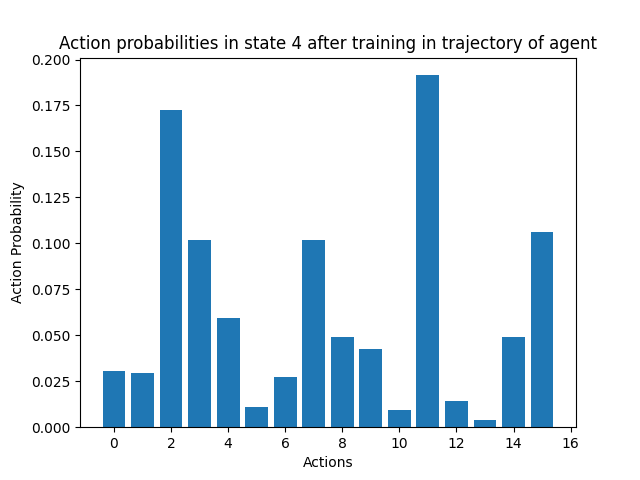 Action probabilities in state 4 after training in trajectory of agent
0.200
0.175
0.150
0.125
0.100
0.075
0.050
0.025
0.000
Action Probability
0 2 4 6 8 10 12 14 16
Actions